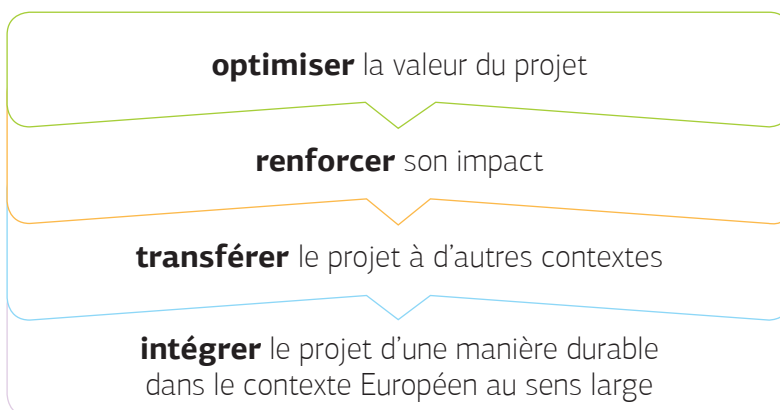 optimiser la valeur du projet
renforcer son impact
transférer le projet à d'autres contextes
intégrer le projet d'une manière durable
dans le contexte Européen au sens large